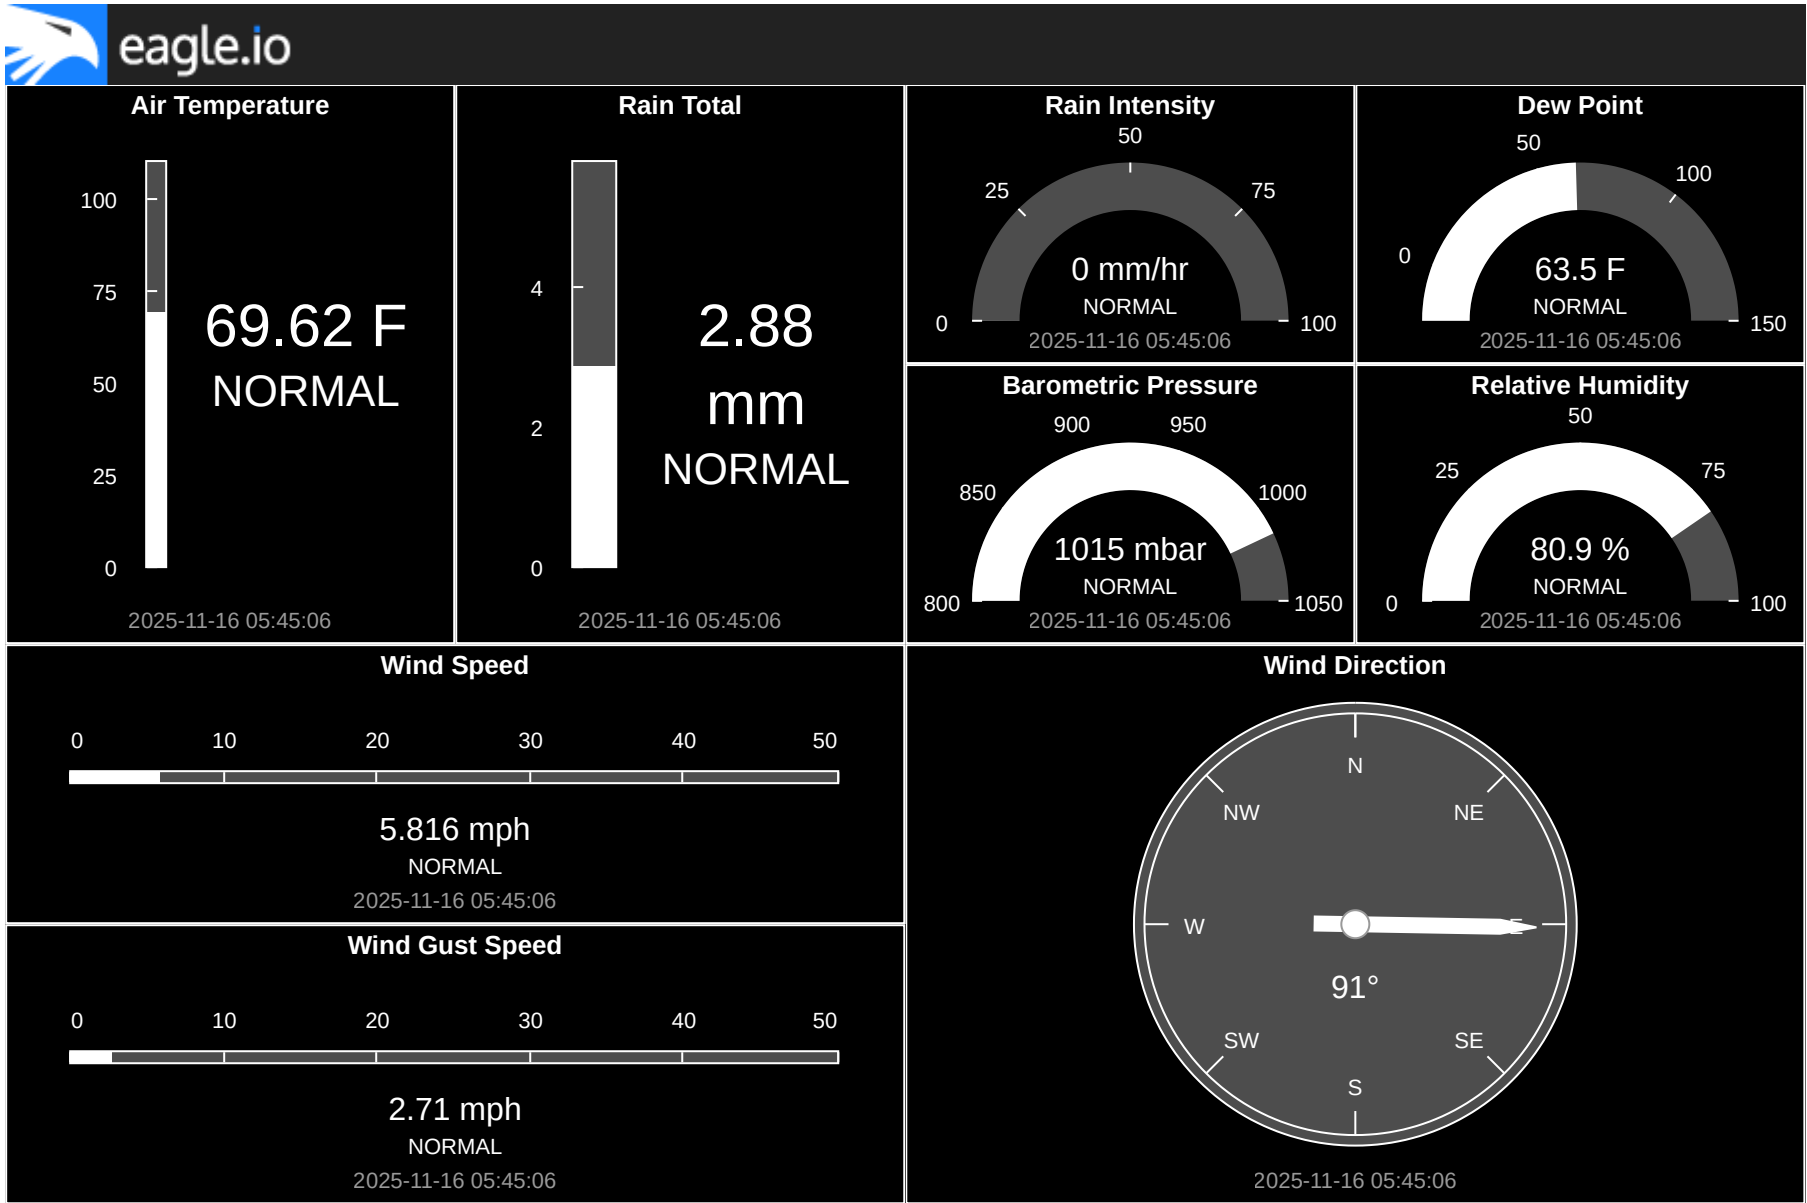 eagle.io
Air Temperature
100
75
50
25
0
69.62 F
NORMAL
2025-11-16 05:45:06
Rain Total
4
2
0
2.88
mm
NORMAL
2025-11-16 05:45:06
Rain Intensity
0
25
50
75
100
0 mm/hr
NORMAL
2025-11-16 05:45:06
Dew Point
0
50
100
150
63.5 F
NORMAL
2025-11-16 05:45:06
Barometric Pressure
800
850
900
950
1000
1050
1015 mbar
NORMAL
2025-11-16 05:45:06
Relative Humidity
0
25
50
75
100
80.9 %
NORMAL
2025-11-16 05:45:06
Wind Speed
0 10 20 30 40 50
5.816 mph
NORMAL
2025-11-16 05:45:06
Wind Gust Speed
0 10 20 30 40 50
2.71 mph
NORMAL
2025-11-16 05:45:06
Wind Direction
N
NW NE
W E
91°
SW SE
S
2025-11-16 05:45:06